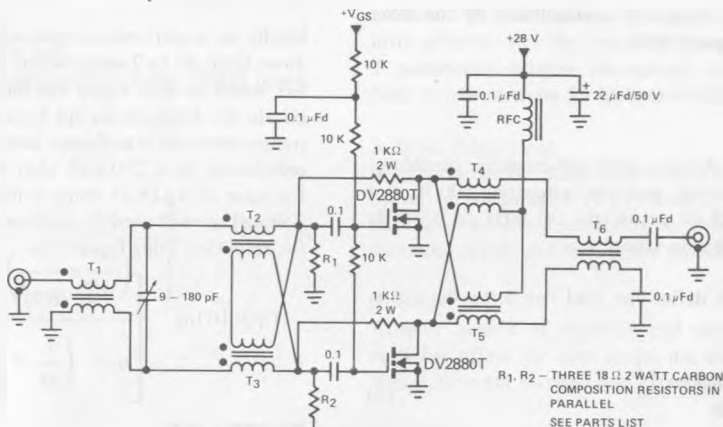 +V_GS
+28 V
10 K
0.1 μFd
0.1 μFd
22 μFd/50 V
+
RFC
10 K
1 KΩ
2 W
DV2880T
T4
T2
0.1
T6
0.1 μFd
T1
R1
10 K
9 – 180 pF
1 KΩ
2 W
T5
0.1 μFd
T3
0.1
DV2880T
R2
R1, R2 – THREE 18 Ω 2 WATT CARBON
COMPOSITION RESISTORS IN
PARALLEL
SEE PARTS LIST